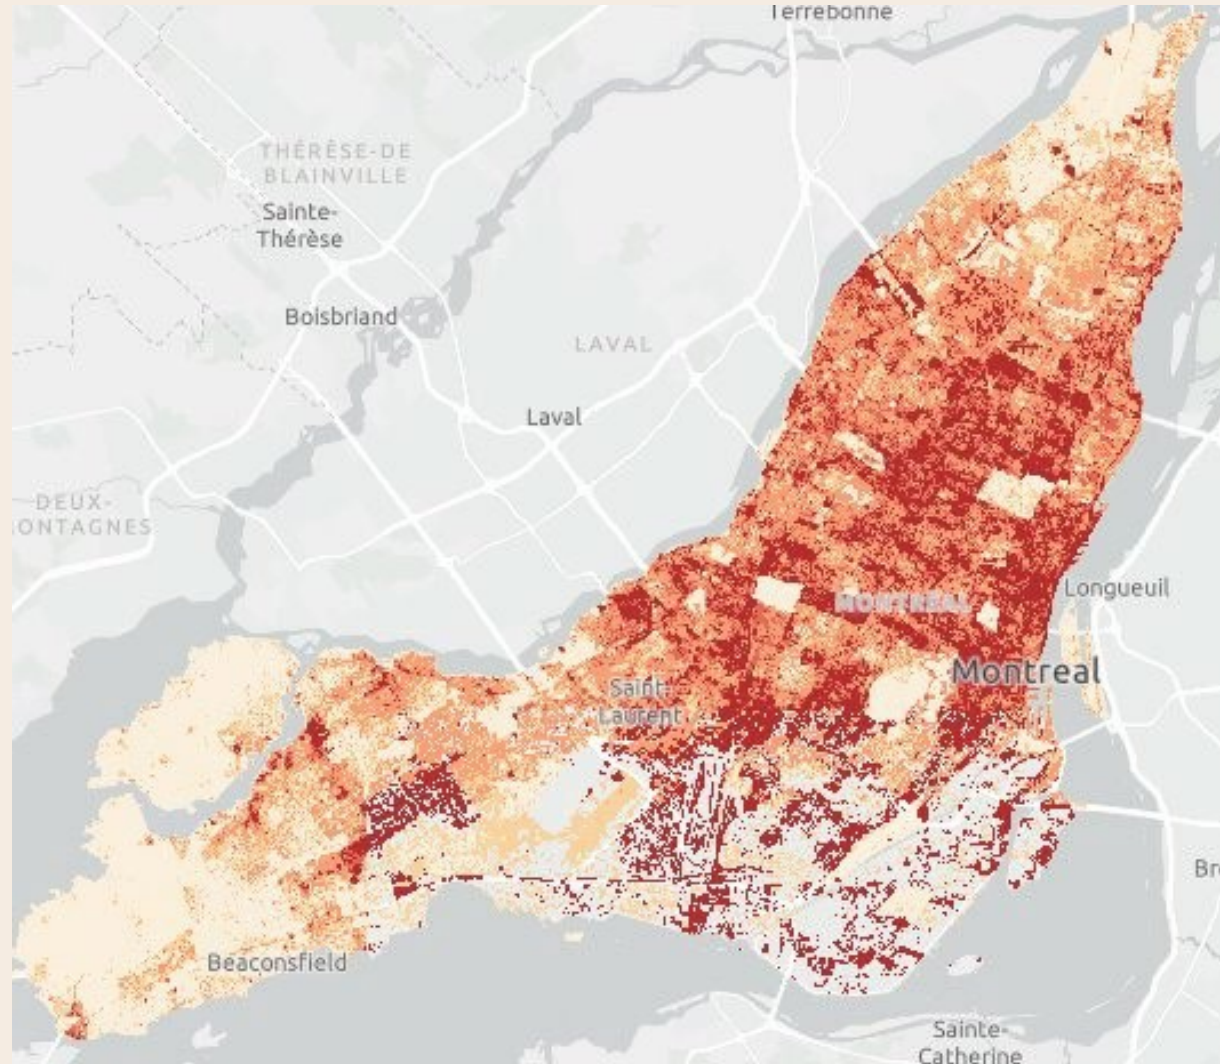 Terrebonne
THÉRÈSE-DE
BLAINVILLE
Sainte-
Thérèse
Boisbriand
LAVAL
Laval
DEUX-
ONTAGNES
Longueuil
MONTREAL
Montreal
Saint-
Laurent
Br
Beaconsfield
Sainte-
Catherine